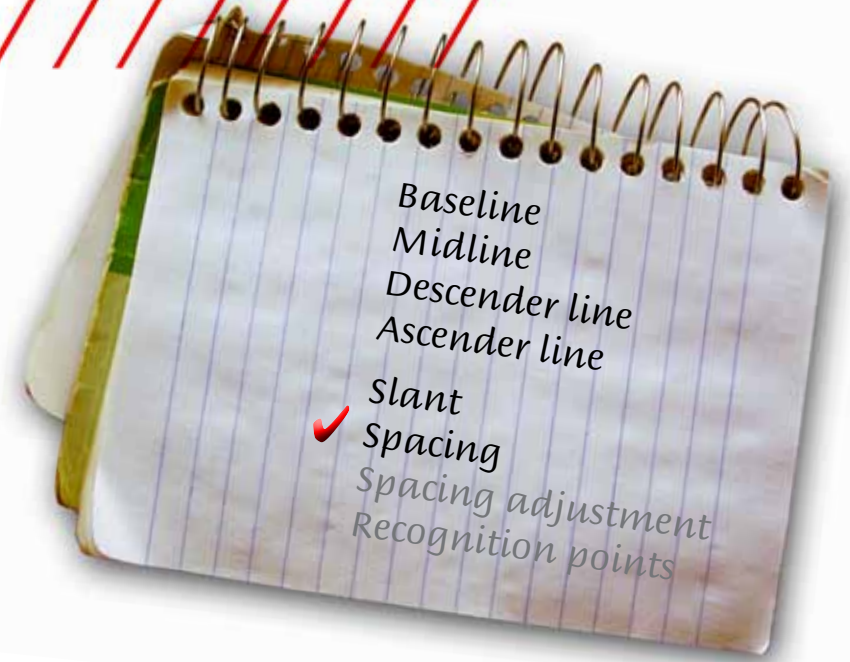 Baseline
Midline
Descender line
Ascender line
Slant
Spacing
Spacing adjustment
Recognition points